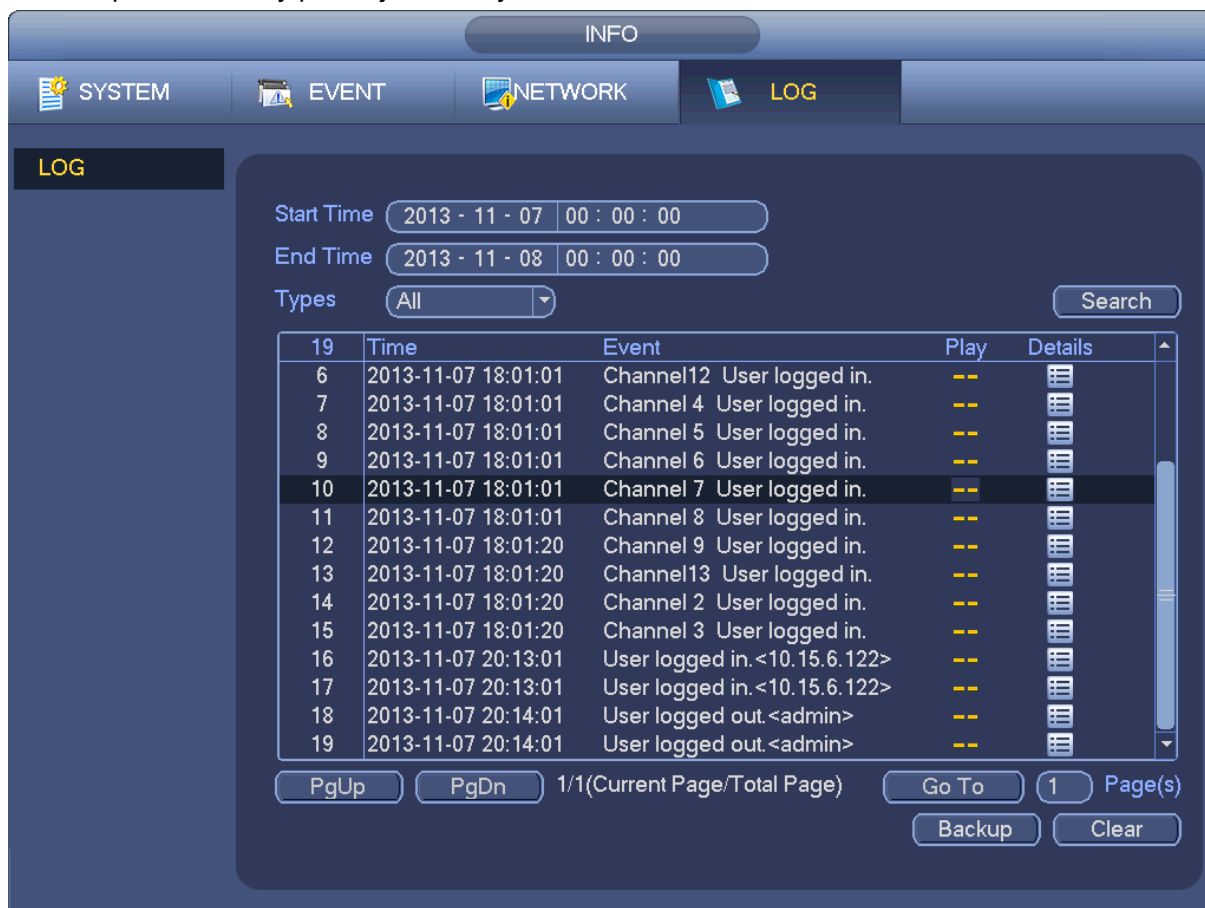 INFO
SYSTEM EVENT NETWORK LOG
LOG
Start Time 2013 - 11 - 07 00 : 00 : 00
End Time 2013 - 11 - 08 00 : 00 : 00
Types All Search
19 Time Event Play Details
6 2013-11-07 18:01:01 Channel12 User logged in. --
7 2013-11-07 18:01:01 Channel 4 User logged in. --
8 2013-11-07 18:01:01 Channel 5 User logged in. --
9 2013-11-07 18:01:01 Channel 6 User logged in. --
10 2013-11-07 18:01:01 Channel 7 User logged in. --
11 2013-11-07 18:01:01 Channel 8 User logged in. --
12 2013-11-07 18:01:20 Channel 9 User logged in. --
13 2013-11-07 18:01:20 Channel13 User logged in. --
14 2013-11-07 18:01:20 Channel 2 User logged in. --
15 2013-11-07 18:01:20 Channel 3 User logged in. --
16 2013-11-07 20:13:01 User logged in.<10.15.6.122> --
17 2013-11-07 20:13:01 User logged in.<10.15.6.122> --
18 2013-11-07 20:14:01 User logged out.<admin> --
19 2013-11-07 20:14:01 User logged out.<admin> --
PgUp PgDn 1/1(Current Page/Total Page) Go To 1 Page(s)
Backup Clear